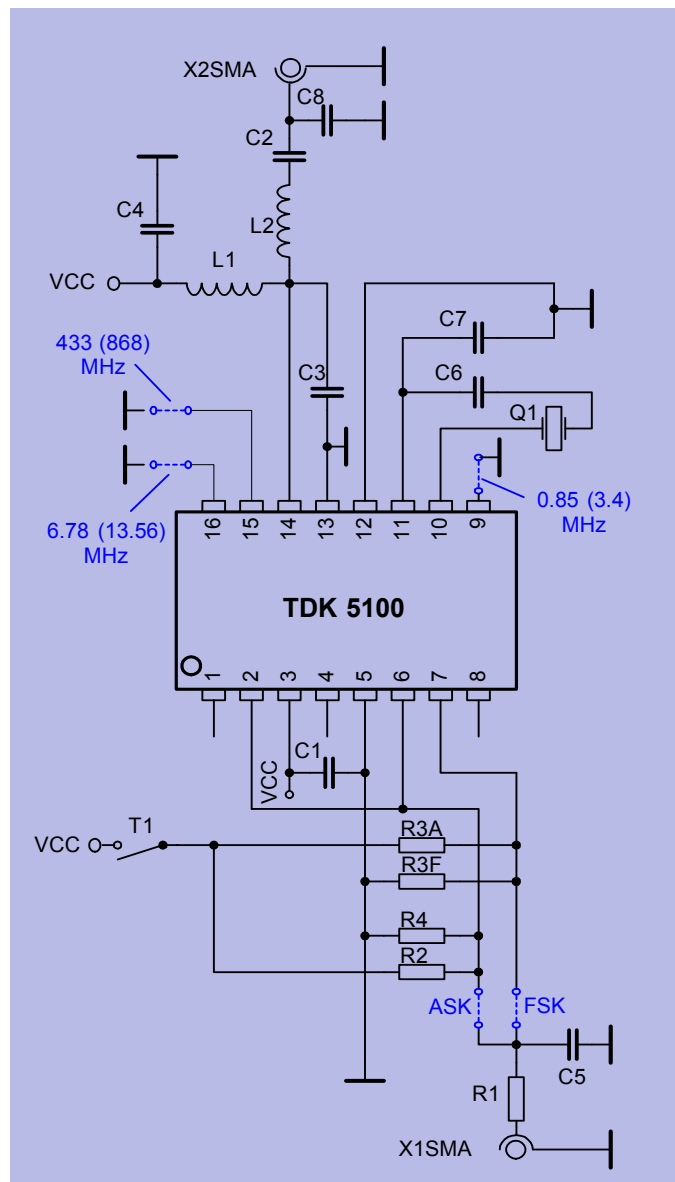 X2SMA
C8
C2
C4
L2
L1
VCC
C7
433 (868)
MHz
C3
C6
Q1
6.78 (13.56)
MHz
0.85 (3.4)
MHz
16 15 14 13 12 11 10 9
TDK 5100
1 2 3 4 5 6 7 8
C1
VCC
T1
VCC
R3A
R3F
R4
R2
ASK
FSK
C5
R1
X1SMA